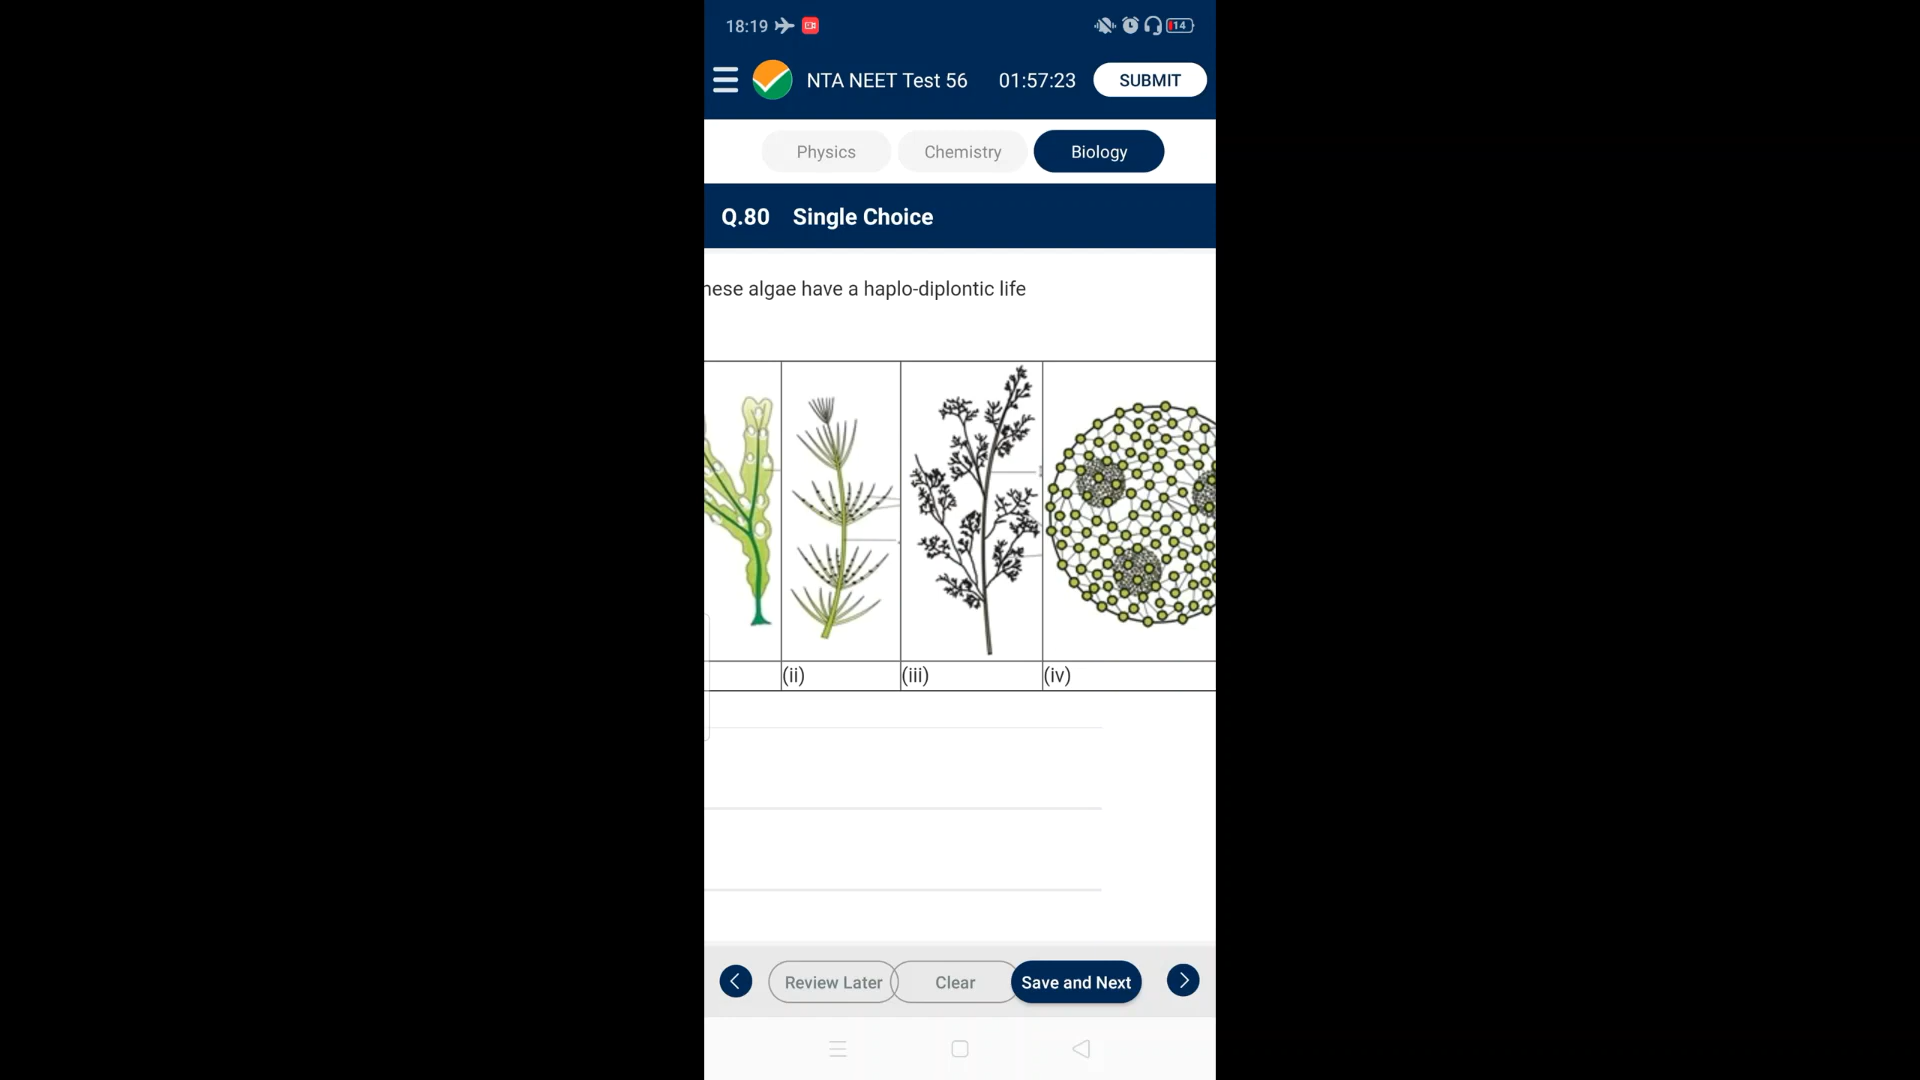 18:19 14
NTA NEET Test 56 01:57:23 SUBMIT
Physics Chemistry Biology
Q.80 Single Choice
hese algae have a haplo-diplontic life
(ii) (iii) (iv)
Review Later Clear Save and Next